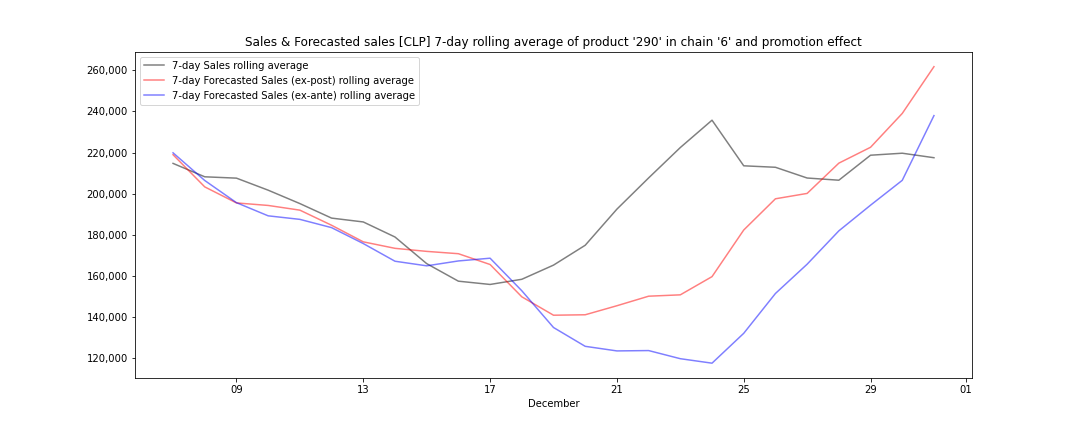 Sales & Forecasted sales [CLP] 7-day rolling average of product '290' in chain '6' and promotion effect
7-day Sales rolling average
7-day Forecasted Sales (ex-post) rolling average
7-day Forecasted Sales (ex-ante) rolling average
260,000
240,000
220,000
200,000
180,000
160,000
140,000
120,000
09 13 17 21 25 29 01
December